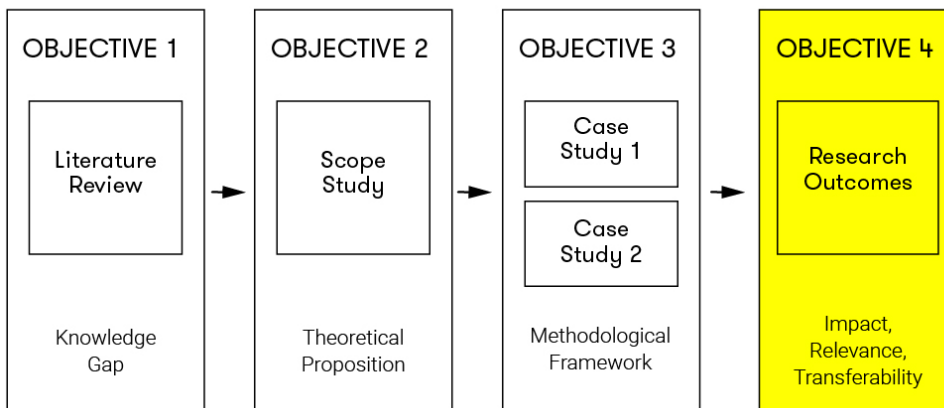 OBJECTIVE 1
Literature
Review
Knowledge
Gap
OBJECTIVE 2
Scope
Study
Theoretical
Proposition
OBJECTIVE 3
Case
Study 1
Case
Study 2
Methodological
Framework
OBJECTIVE 4
Research
Outcomes
Impact,
Relevance,
Transferability